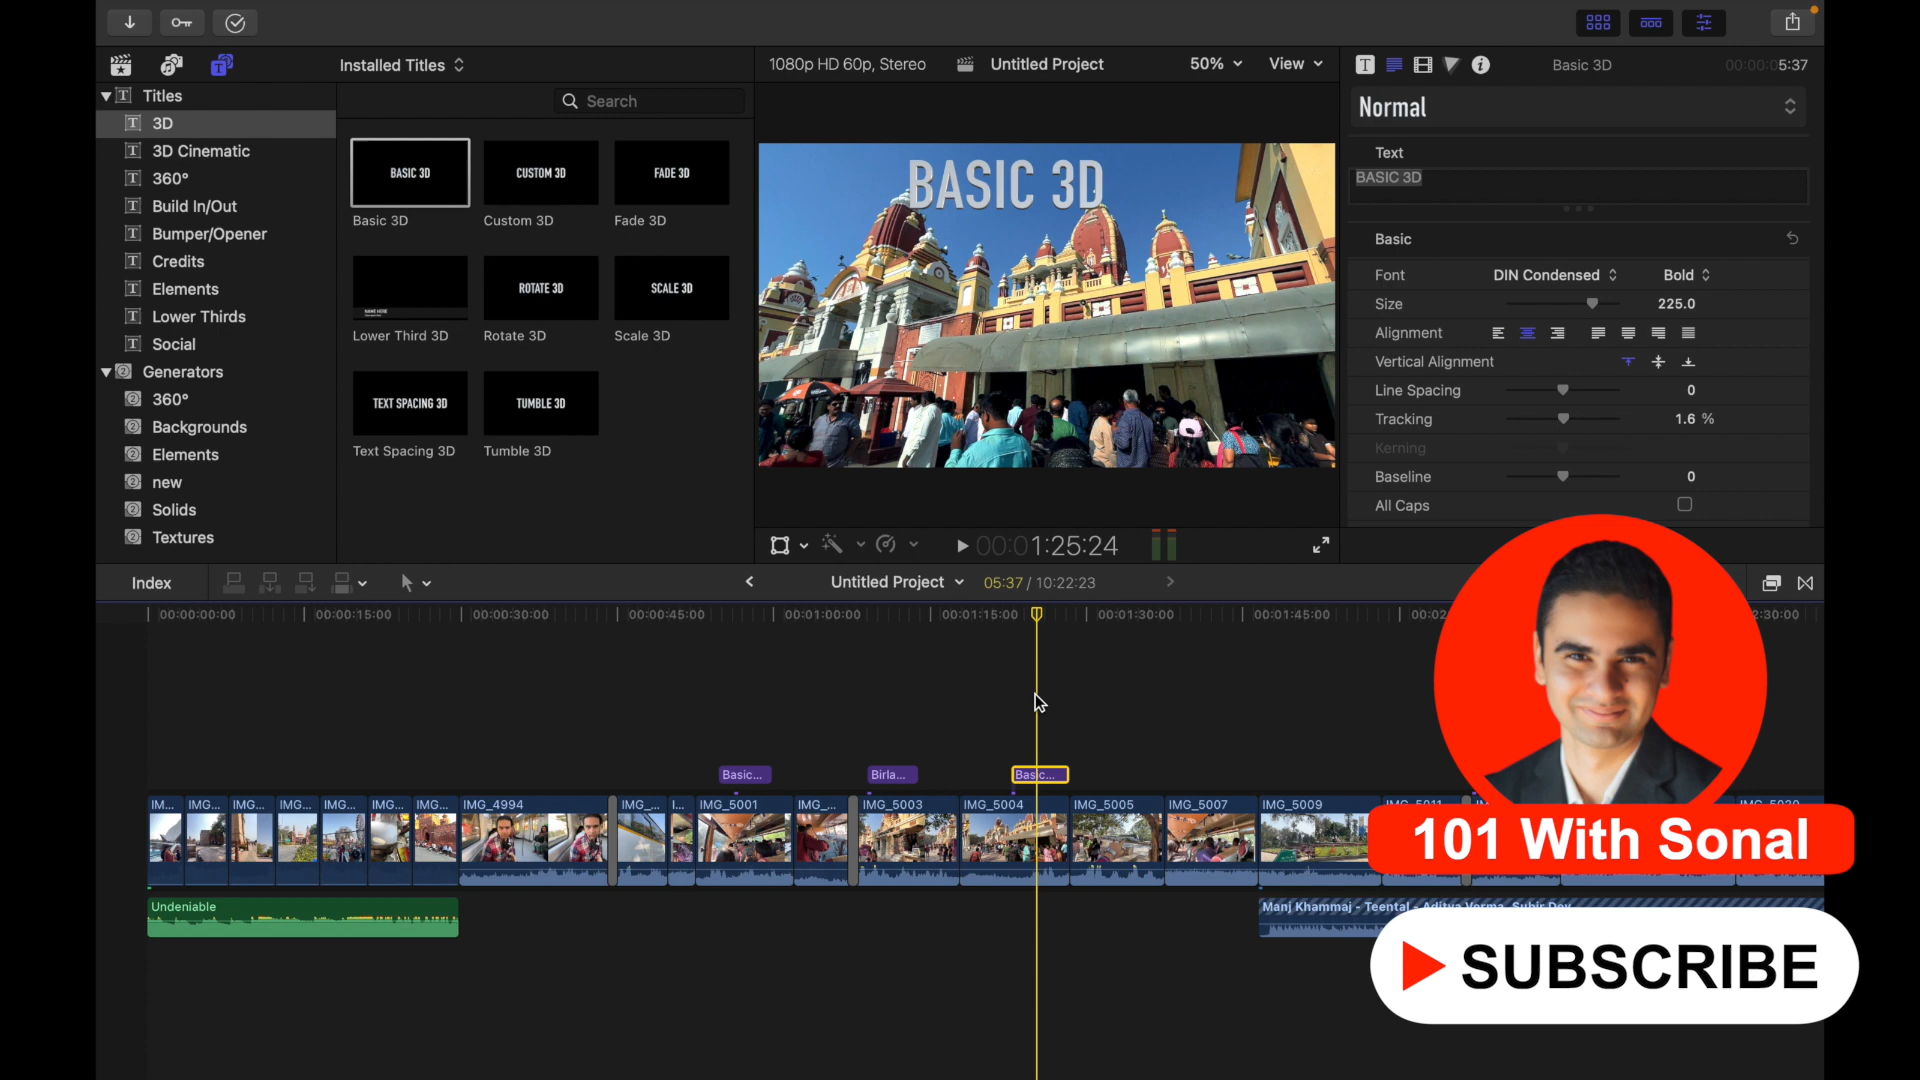 Installed Titles
1080p HD 60p, Stereo
Untitled Project
50%
View
Basic 3D
00:00:05:37
Titles
3D
3D Cinematic
360°
Build In/Out
Bumper/Opener
Credits
Elements
Lower Thirds
Social
Generators
360°
Backgrounds
Elements
new
Solids
Textures
Search
BASIC 3D
CUSTOM 3D
FADE 3D
Basic 3D
Custom 3D
Fade 3D
NAME HERE
ROTATE 3D
SCALE 3D
Lower Third 3D
Rotate 3D
Scale 3D
TEXT SPACING 3D
TUMBLE 3D
Text Spacing 3D
Tumble 3D
BASIC 3D
00:01:25:24
Normal
Text
BASIC 3D
Basic
Font
DIN Condensed
Bold
Size
225.0
Alignment
Vertical Alignment
Line Spacing
0
Tracking
1.6 %
Kerning
Baseline
0
All Caps
Index
Untitled Project
05:37 / 10:22:23
00:00:00:00
00:00:15:00
00:00:30:00
00:00:45:00
00:01:00:00
00:01:15:00
00:01:30:00
00:01:45:00
00:02
2:30:00
Basic...
Birla...
Basic...
IM...
IMG...
IMG...
IMG...
IMG...
IMG...
IMG...
IMG_4994
IMG_...
I...
IMG_5001
IMG_...
IMG_5003
IMG_5004
IMG_5005
IMG_5007
IMG_5009
IMG_5011
Undeniable
Manj Khammaj - Teental - Aditya Verma, Subir Dev
101 With Sonal
SUBSCRIBE